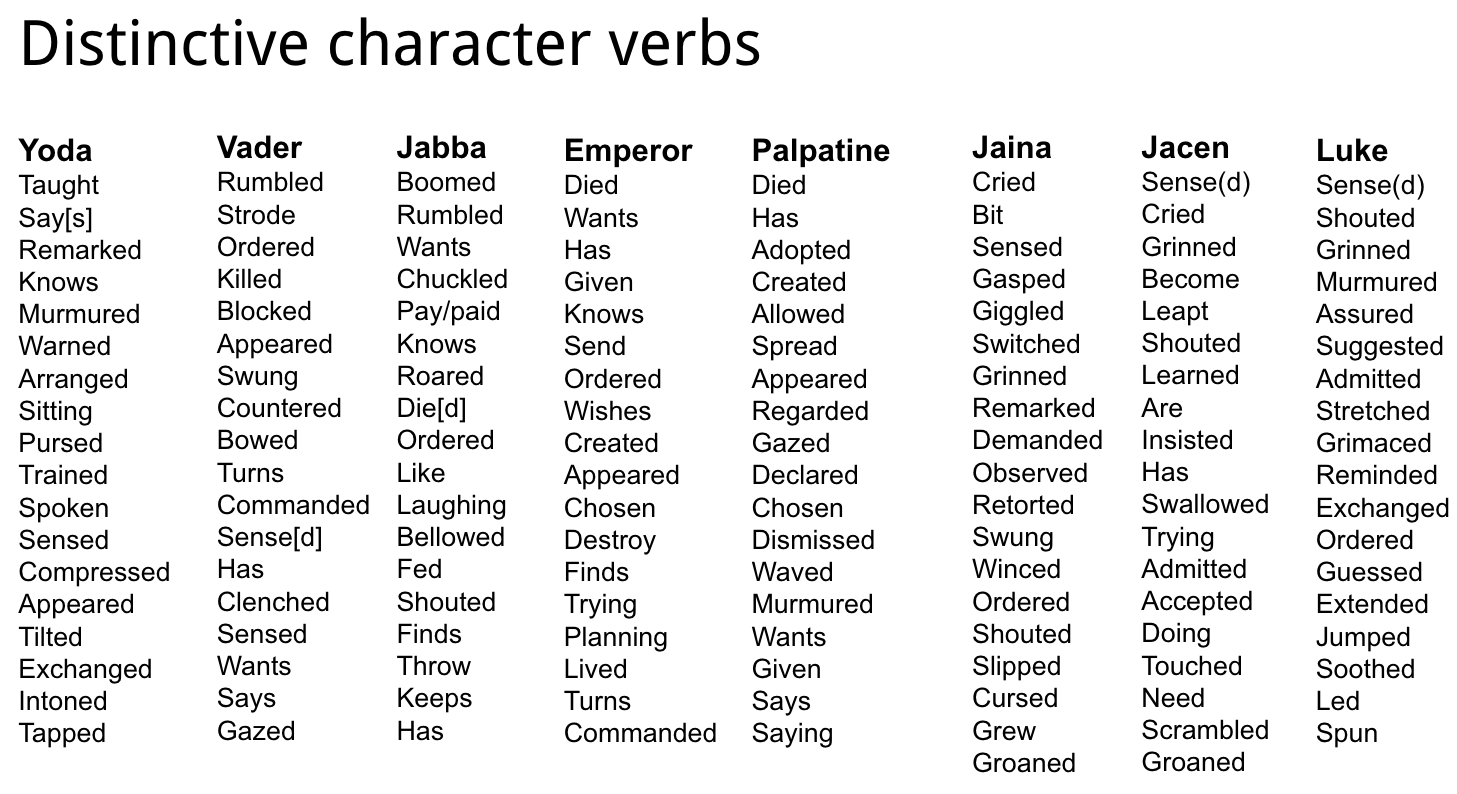 Distinctive character verbs
Yoda
Taught
Say[s]
Remarked
Knows
Murmured
Warned
Arranged
Sitting
Pursed
Trained
Spoken
Sensed
Compressed
Appeared
Tilted
Exchanged
Intoned
Tapped
Vader
Rumbled
Strode
Ordered
Killed
Blocked
Appeared
Swung
Countered
Bowed
Turns
Commanded
Sense[d]
Has
Clenched
Sensed
Wants
Says
Gazed
Jabba
Boomed
Rumbled
Wants
Chuckled
Pay/paid
Knows
Roared
Die[d]
Ordered
Like
Laughing
Bellowed
Fed
Shouted
Finds
Throw
Keeps
Has
Emperor
Died
Wants
Has
Given
Knows
Send
Ordered
Wishes
Created
Appeared
Chosen
Destroy
Finds
Trying
Planning
Lived
Turns
Commanded
Palpatine
Died
Has
Adopted
Created
Allowed
Spread
Appeared
Regarded
Gazed
Declared
Chosen
Dismissed
Waved
Murmured
Wants
Given
Says
Saying
Jaina
Cried
Bit
Sensed
Gasped
Giggled
Switched
Grinned
Remarked
Demanded
Observed
Retorted
Swung
Winced
Ordered
Shouted
Slipped
Cursed
Grew
Groaned
Jacen
Sense(d)
Cried
Grinned
Become
Leapt
Shouted
Learned
Are
Insisted
Has
Swallowed
Trying
Admitted
Accepted
Doing
Touched
Need
Scrambled
Groaned
Luke
Sense(d)
Shouted
Grinned
Murmured
Assured
Suggested
Admitted
Stretched
Grimaced
Reminded
Exchanged
Ordered
Guessed
Extended
Jumped
Soothed
Led
Spun